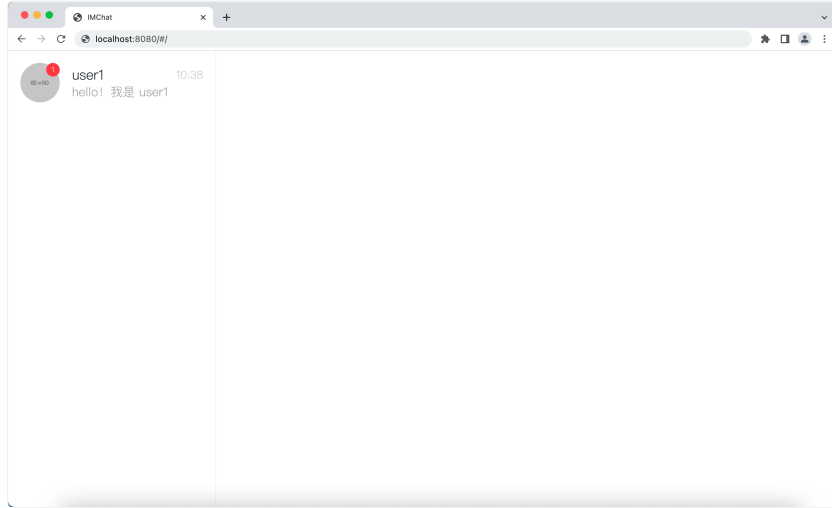 IMChat
localhost:8080/#/
60×60
1
user1
10:38
hello！我是 user1